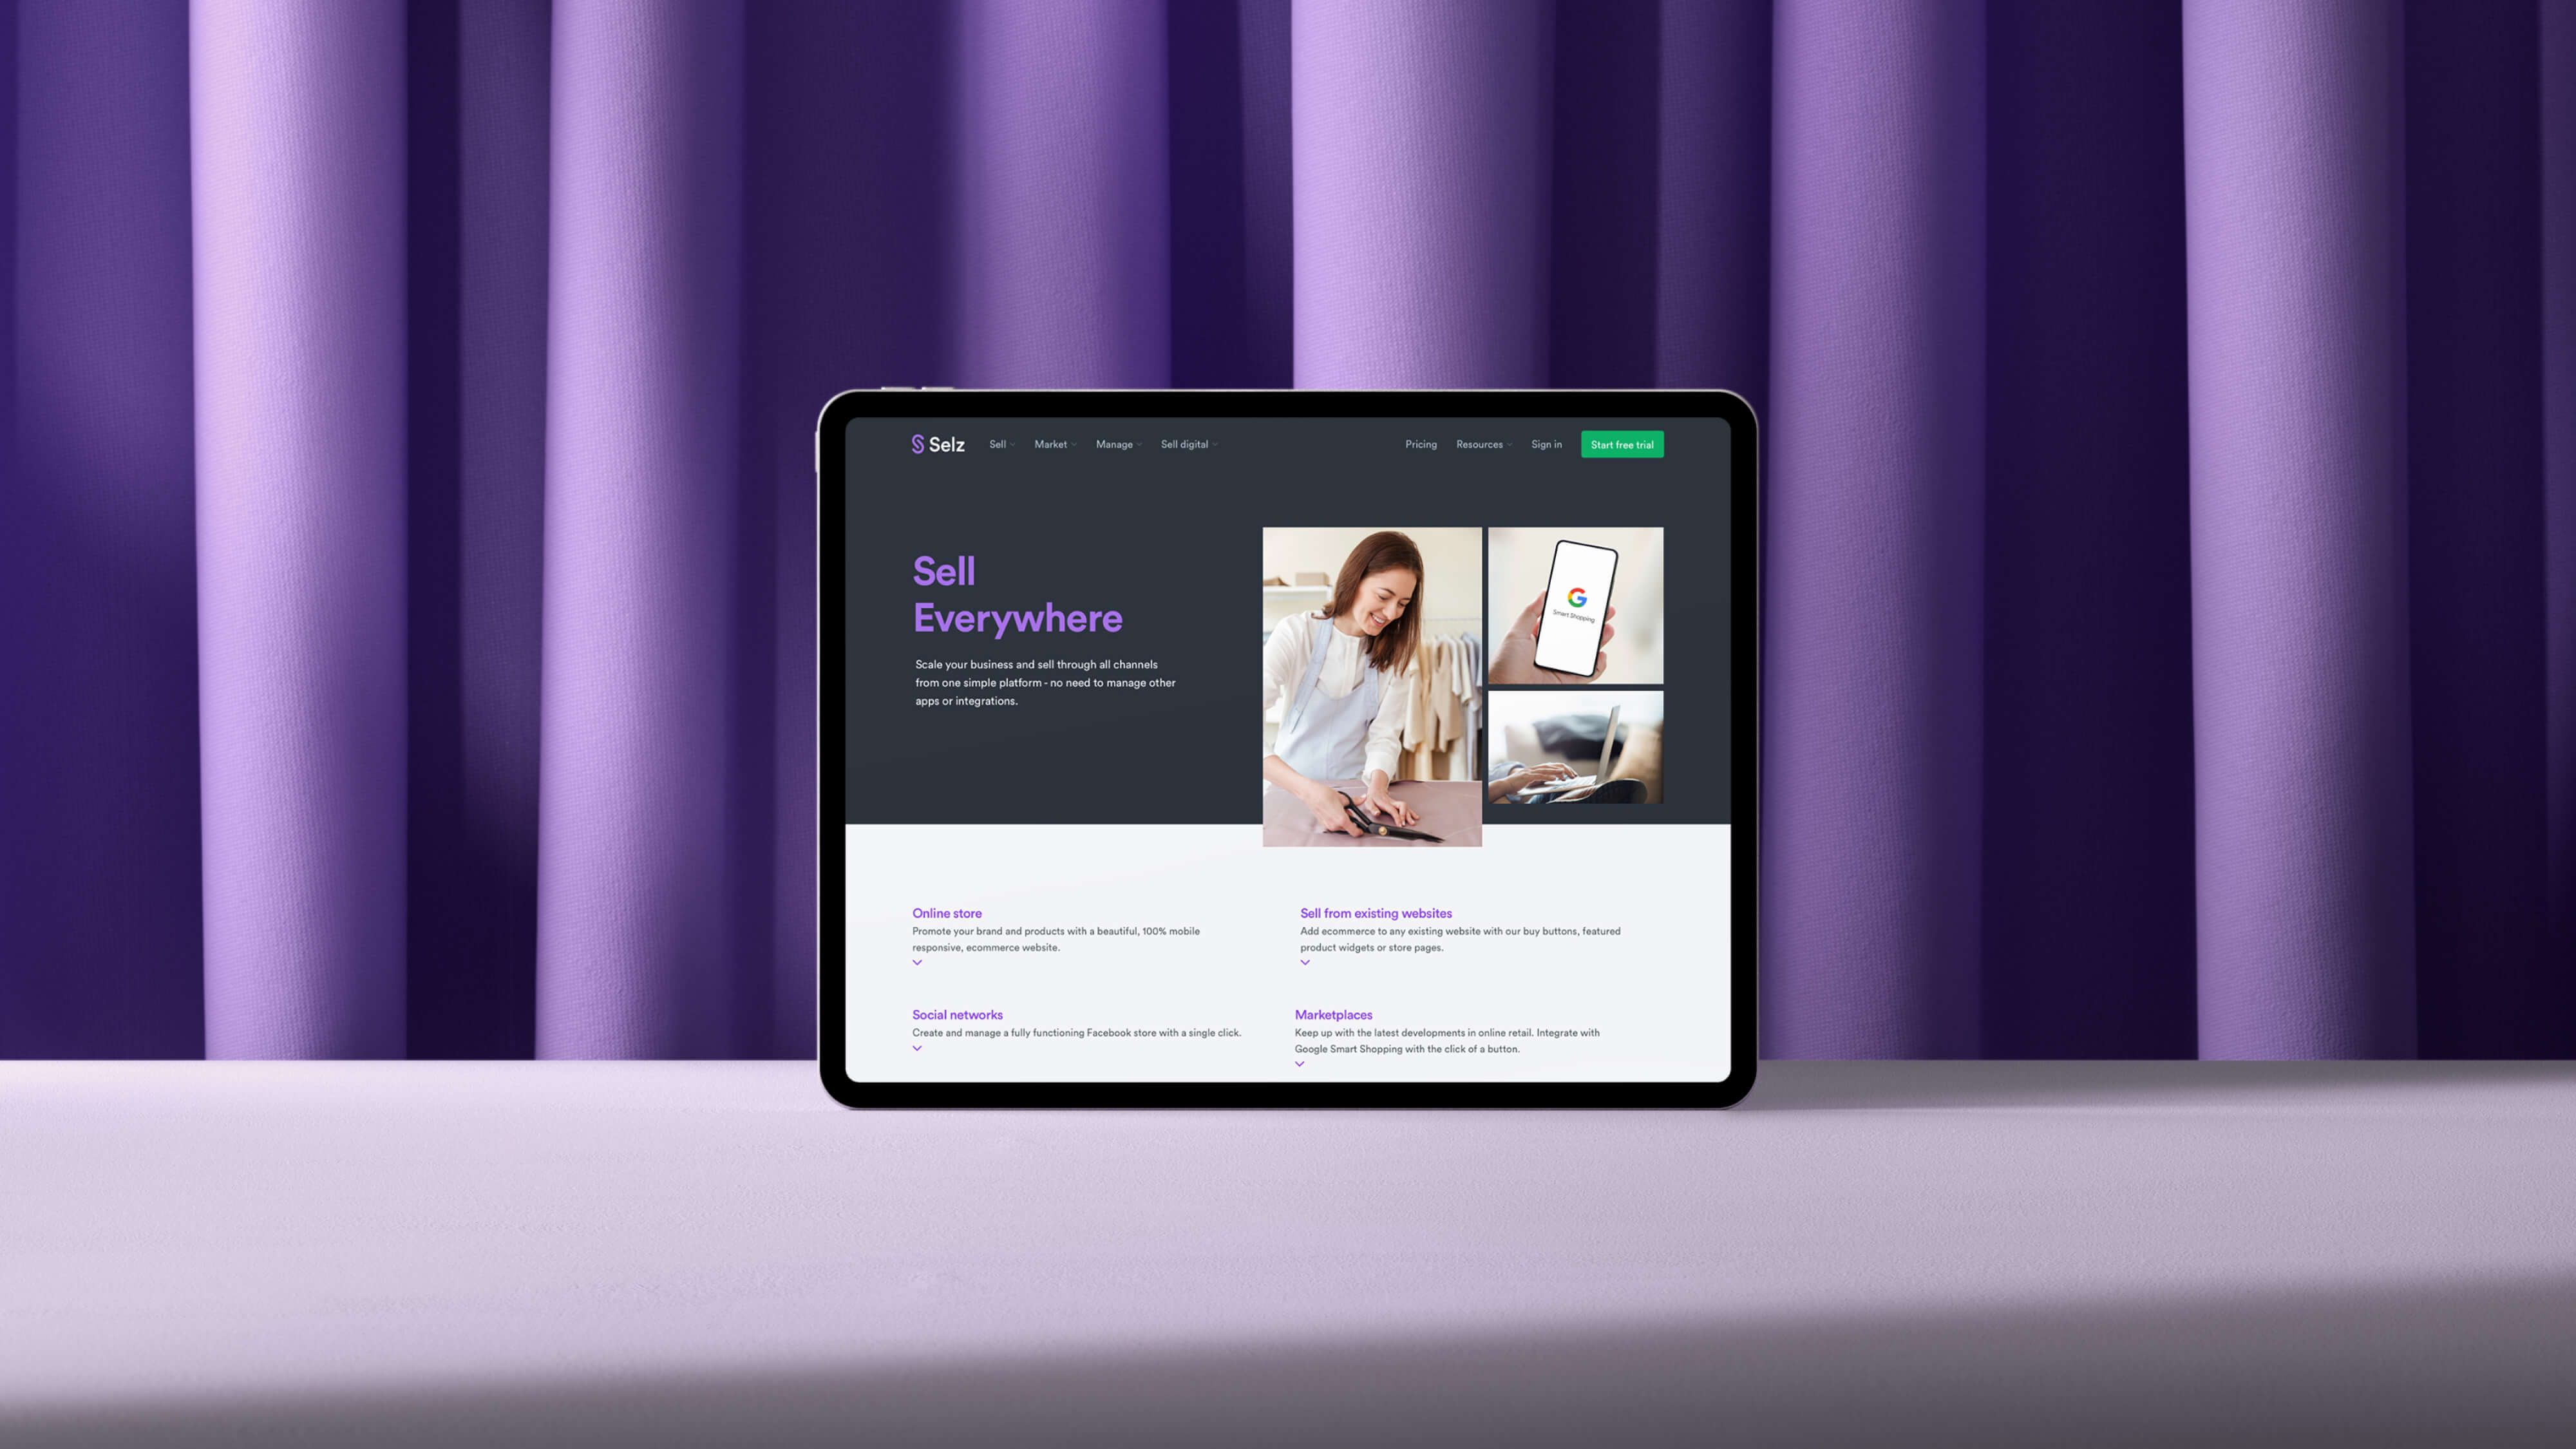 Selz
Sell
Market
Manage
Sell digital
Pricing
Resources
Sign in
Start free trial
Sell
Everywhere
Scale your business and sell through all channels
from one simple platform - no need to manage other
apps or integrations.
G
Smart Shopping
Online store
Promote your brand and products with a beautiful, 100% mobile
responsive, ecommerce website.
Sell from existing websites
Add ecommerce to any existing website with our buy buttons, featured
product widgets or store pages.
Social networks
Create and manage a fully functioning Facebook store with a single click.
Marketplaces
Keep up with the latest developments in online retail. Integrate with
Google Smart Shopping with the click of a button.